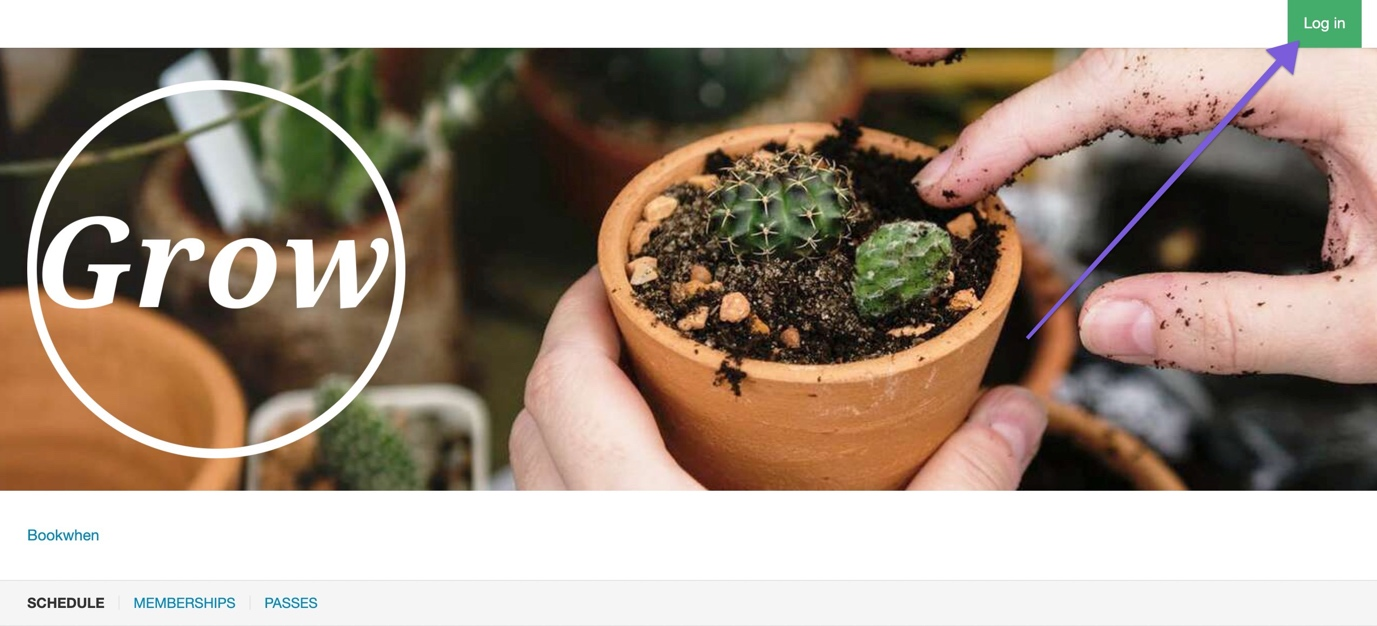 Log in
Grow
Bookwhen
SCHEDULE MEMBERSHIPS PASSES